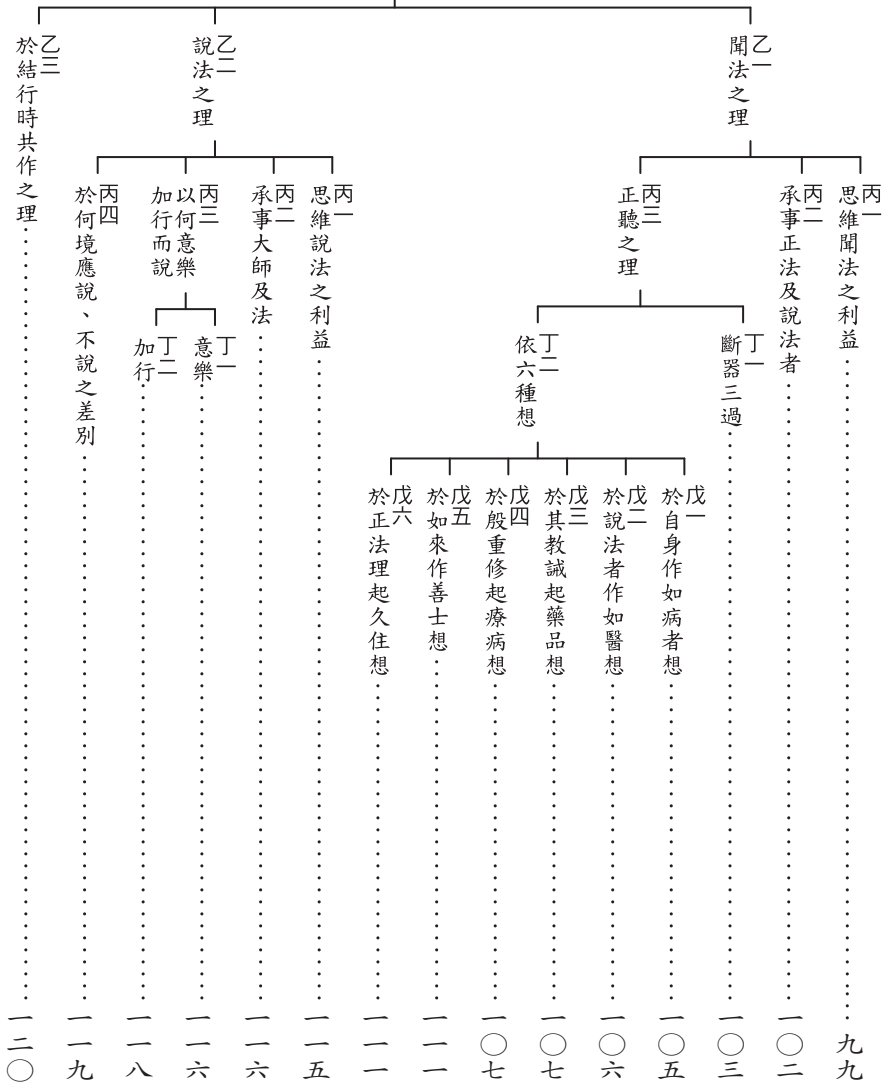 乙一 聞法之理
丙一 思維聞法之利益……九九
丙二 承事正法及說法者……一〇二
丙三 正聽之理
丁一 斷器三過……一〇三
丁二 依六種想
戊一 於自身作如病者想……一〇五
戊二 於說法者作如醫想……一〇六
戊三 於其教誡起藥品想……一〇七
戊四 於殷重修起療病想……一〇七
戊五 於如來作善士想……一一一
戊六 於正法理起久住想……一一一
乙二 說法之理
丙一 思維說法之利益……一一五
丙二 承事大師及法……一一六
丙三 以何意樂
加行而說
丁一 意樂……一一六
丁二 加行……一一八
丙四 於何境應說、不說之差別……一一九
乙三 於結行時共作之理……一二〇